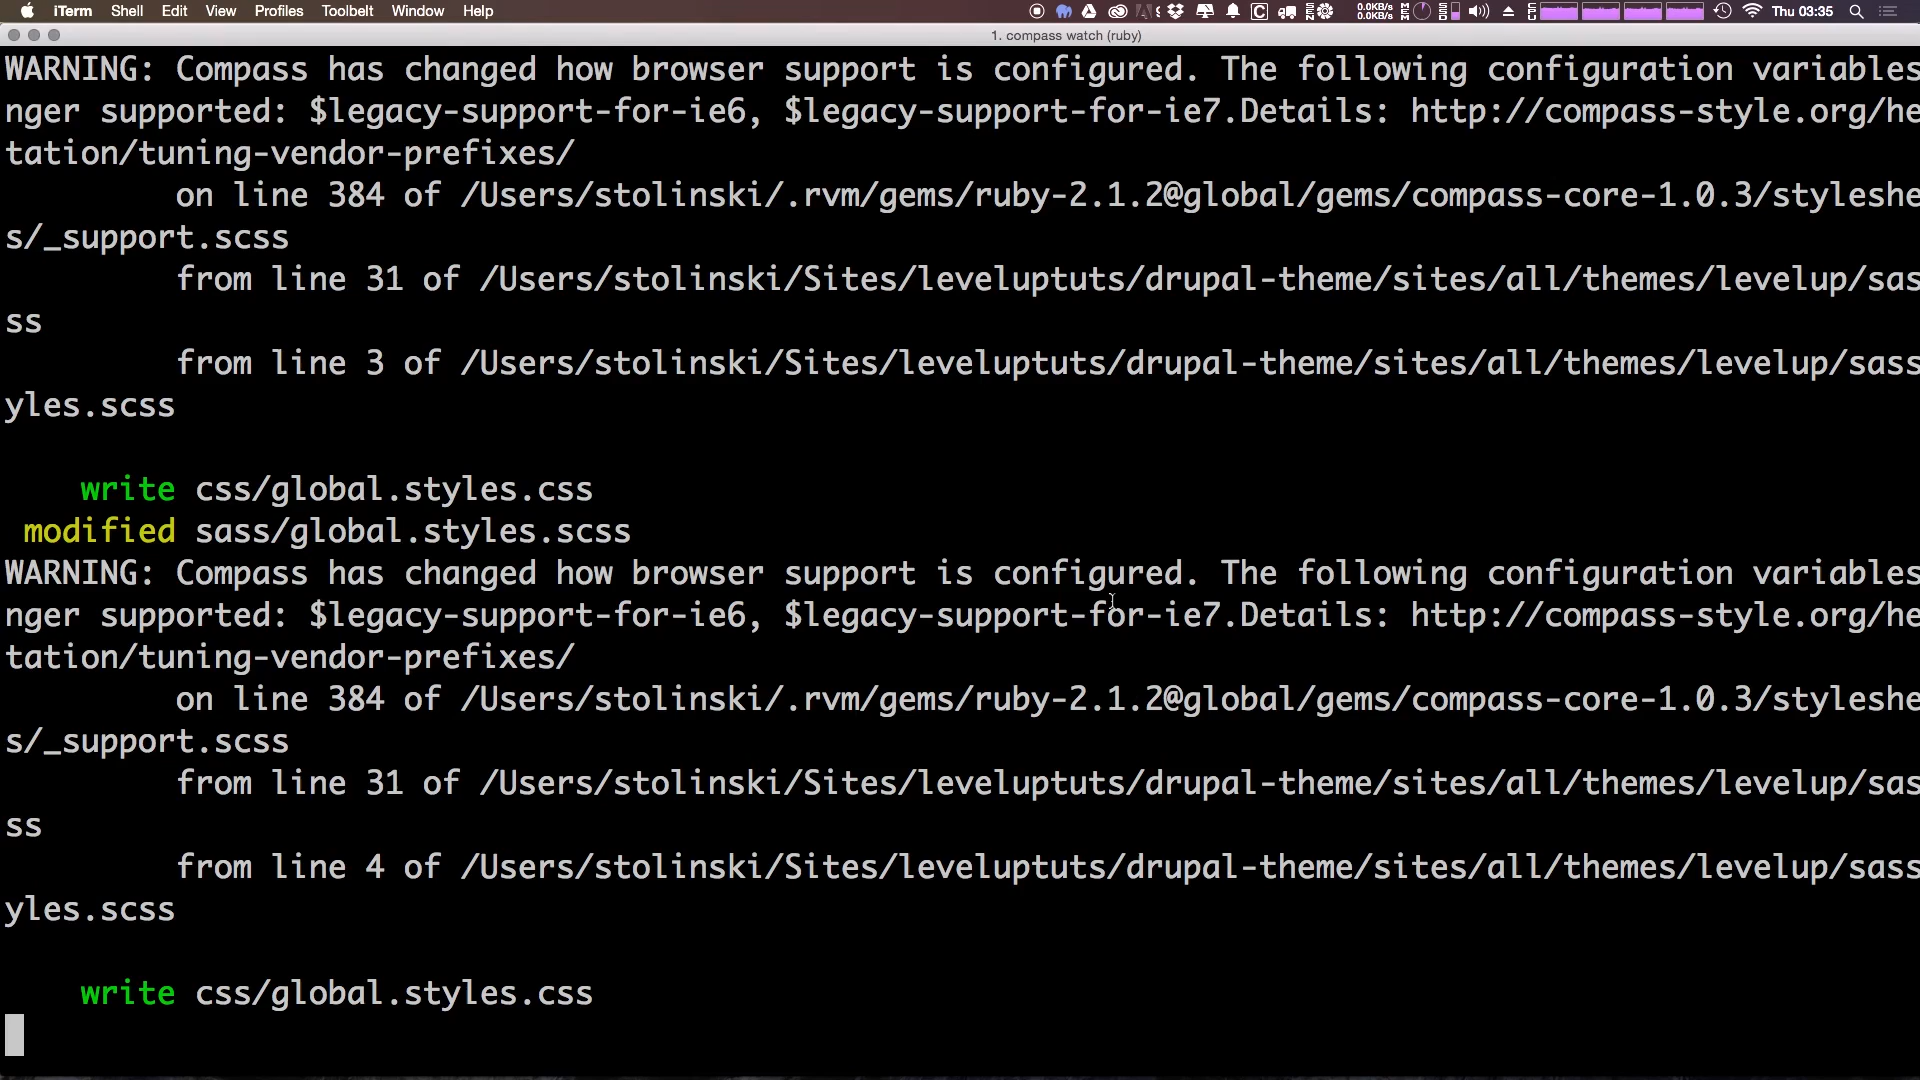 iTerm Shell Edit View Profiles Toolbelt Window Help 0.0KB/s 0.0KB/s Thu 03:35
1. compass watch (ruby)
WARNING: Compass has changed how browser support is configured. The following configuration variables
nger supported: $legacy-support-for-ie6, $legacy-support-for-ie7.Details: http://compass-style.org/he
tation/tuning-vendor-prefixes/
on line 384 of /Users/stolinski/.rvm/gems/ruby-2.1.2@global/gems/compass-core-1.0.3/styleshe
s/_support.scss
from line 31 of /Users/stolinski/Sites/leveluptuts/drupal-theme/sites/all/themes/levelup/sas
ss
from line 3 of /Users/stolinski/Sites/leveluptuts/drupal-theme/sites/all/themes/levelup/sass
yles.scss
write css/global.styles.css
modified sass/global.styles.scss
WARNING: Compass has changed how browser support is configured. The following configuration variables
nger supported: $legacy-support-for-ie6, $legacy-support-for-ie7.Details: http://compass-style.org/he
tation/tuning-vendor-prefixes/
on line 384 of /Users/stolinski/.rvm/gems/ruby-2.1.2@global/gems/compass-core-1.0.3/styleshe
s/_support.scss
from line 31 of /Users/stolinski/Sites/leveluptuts/drupal-theme/sites/all/themes/levelup/sas
ss
from line 4 of /Users/stolinski/Sites/leveluptuts/drupal-theme/sites/all/themes/levelup/sass
yles.scss
write css/global.styles.css